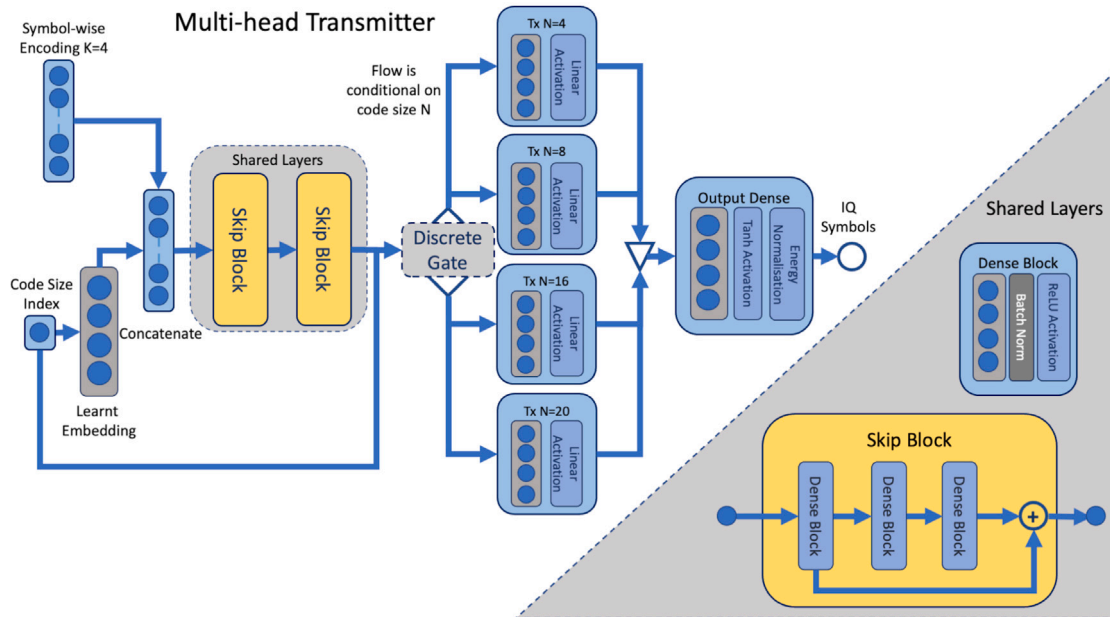 Multi-head Transmitter
Symbol-wise
Encoding K=4
Code Size
Index
Learnt
Embedding
Concatenate
Shared Layers
Skip Block
Skip Block
Flow is
conditional on
code size N
Discrete
Gate
Tx N=4
Linear
Activation
Tx N=8
Linear
Activation
Tx N=16
Linear
Activation
Tx N=20
Linear
Activation
Output Dense
Tanh Activation
Energy
Normalisation
IQ
Symbols
Shared Layers
Dense Block
Batch Norm
ReLU Activation
Skip Block
Dense Block
Dense Block
Dense Block
+